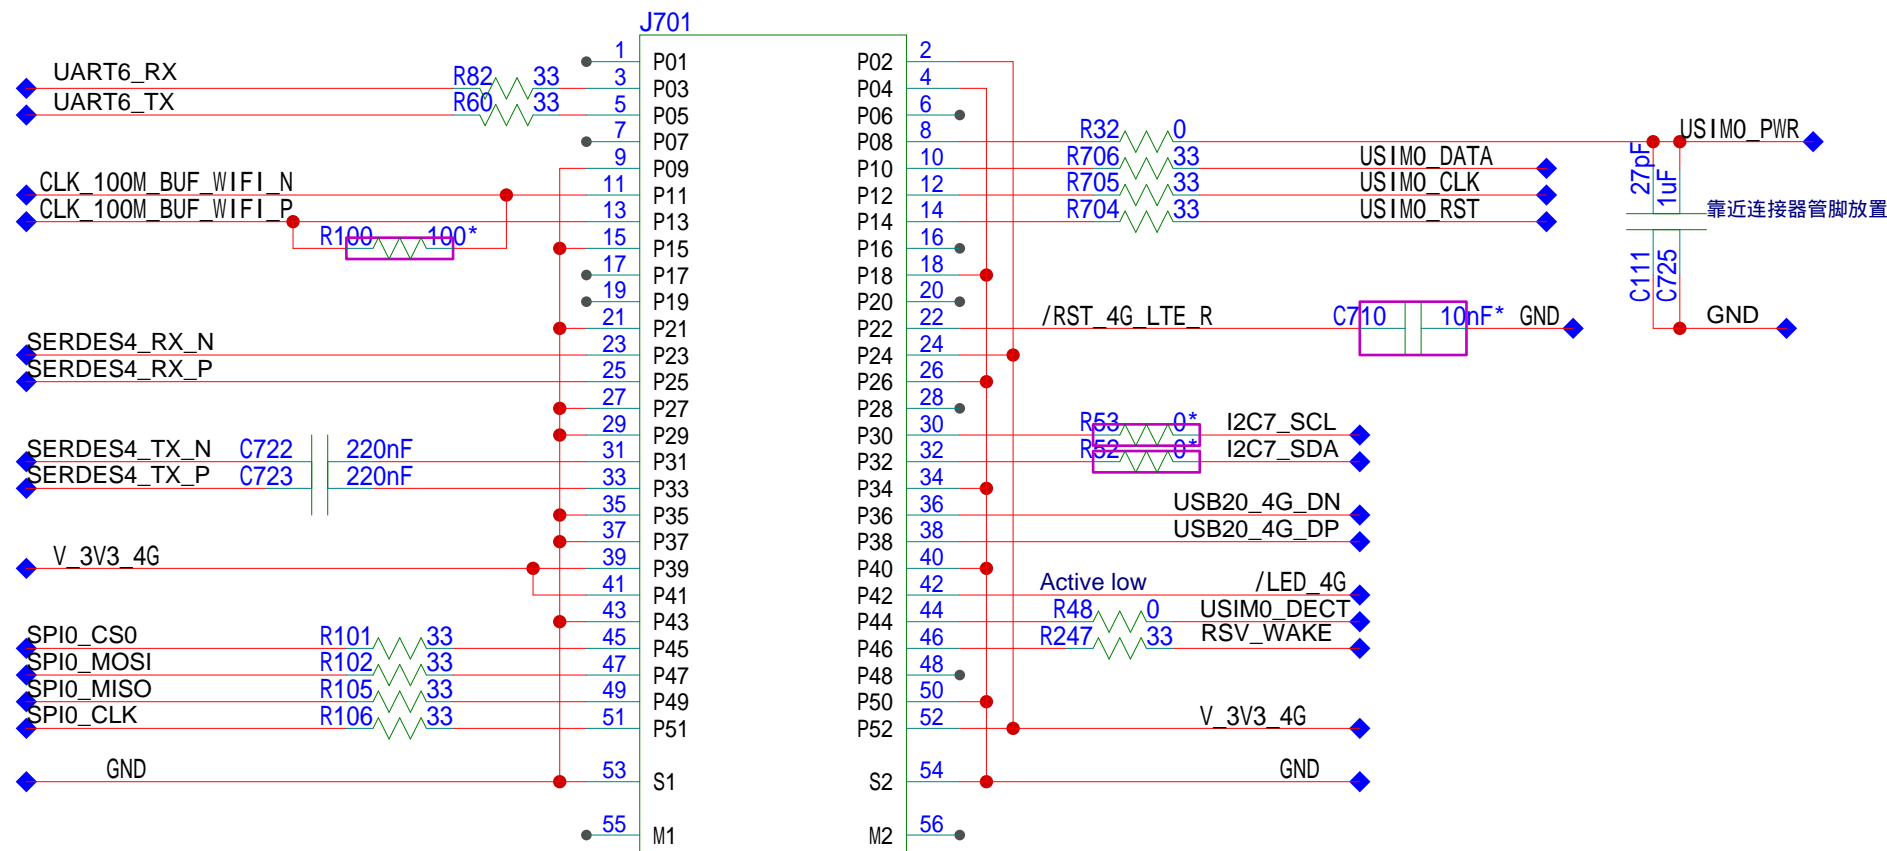 J701
1 P01 P02 2
UART6_RX R82 33 3 P03 P04 4
UART6_TX R60 33 5 P05 P06 6
7 P07 P08 8 R32 0 USIM0_PWR
9 P09 P10 10 R706 33 USIM0_DATA
CLK_100M_BUF_WIFI_N 11 P11 P12 12 R705 33 USIM0_CLK
CLK_100M_BUF_WIFI_P 13 P13 P14 14 R704 33 USIM0_RST
27pF 1uF 靠近连接器管脚放置
C111 C725
R100 100* 15 P15 P16 16
17 P17 P18 18
19 P19 P20 20
21 P21 P22 22 /RST_4G_LTE_R C710 10nF* GND GND
SERDES4_RX_N 23 P23 P24 24
SERDES4_RX_P 25 P25 P26 26
27 P27 P28 28
29 P29 P30 30 R53 0* I2C7_SCL
SERDES4_TX_N C722 220nF 31 P31 P32 32 R52 0* I2C7_SDA
SERDES4_TX_P C723 220nF 33 P33 P34 34
35 P35 P36 36 USB20_4G_DN
37 P37 P38 38 USB20_4G_DP
V_3V3_4G 39 P39 P40 40
41 P41 P42 42 Active low /LED_4G
43 P43 P44 44 R48 0 USIM0_DECT
SPI0_CS0 R101 33 45 P45 P46 46 R247 33 RSV_WAKE
SPI0_MOSI R102 33 47 P47 P48 48
SPI0_MISO R105 33 49 P49 P50 50
SPI0_CLK R106 33 51 P51 P52 52 V_3V3_4G
GND 53 S1 S2 54 GND
55 M1 M2 56